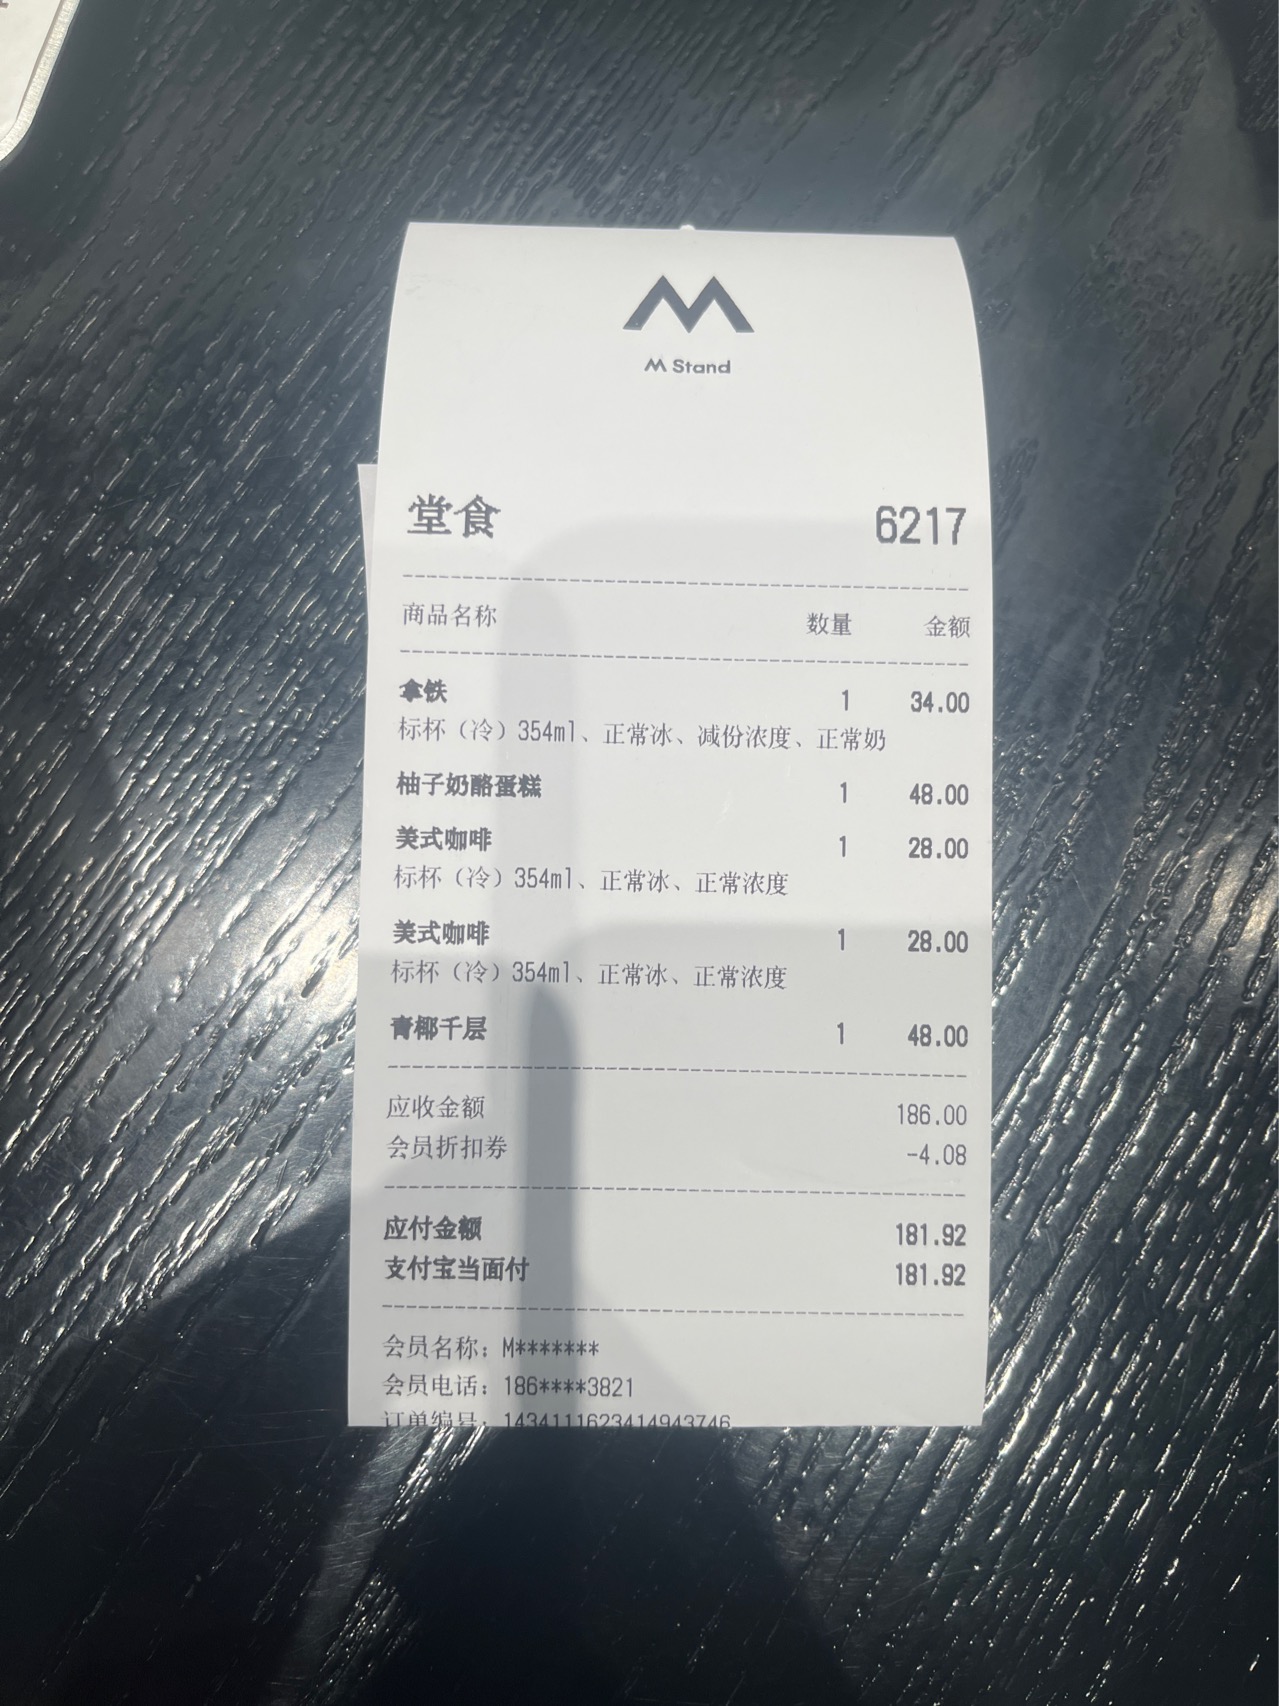 M Stand
堂食 6217
商品名称 数量 金额
拿铁 1 34.00
标杯（冷）354ml、正常冰、减份浓度、正常奶
柚子奶酪蛋糕 1 48.00
美式咖啡 1 28.00
标杯（冷）354ml、正常冰、正常浓度
美式咖啡 1 28.00
标杯（冷）354ml、正常冰、正常浓度
青椰千层 1 48.00
应收金额 186.00
会员折扣券 -4.08
应付金额 181.92
支付宝当面付 181.92
会员名称：M*******
会员电话：186****3821
订单编号：1434111623414943746